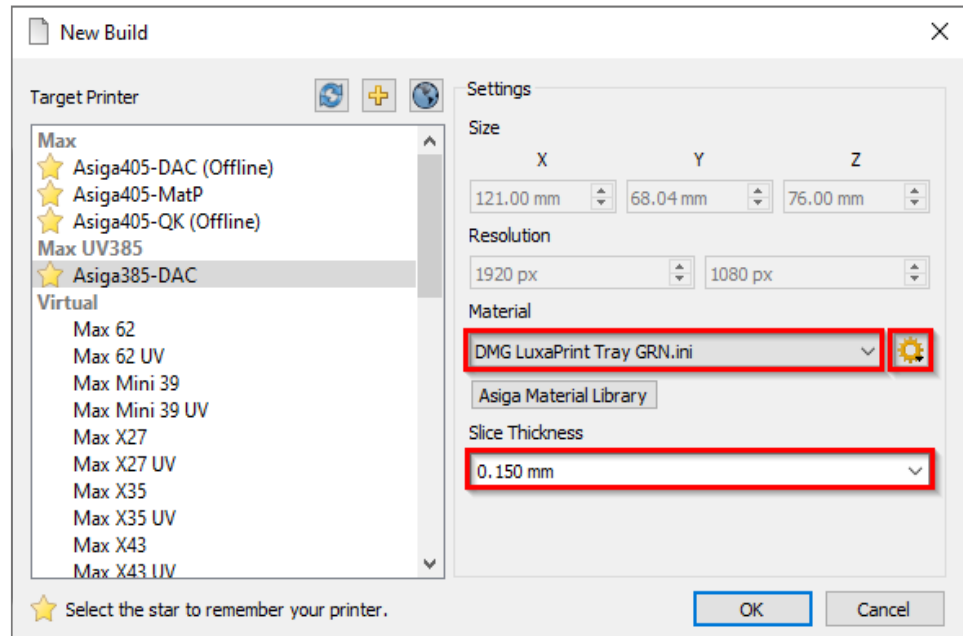 New Build
Target Printer
Max
Asiga405-DAC (Offline)
Asiga405-MatP
Asiga405-QK (Offline)
Max UV385
Asiga385-DAC
Virtual
Max 62
Max 62 UV
Max Mini 39
Max Mini 39 UV
Max X27
Max X27 UV
Max X35
Max X35 UV
Max X43
Max X43 UV
Select the star to remember your printer.
Settings
Size
X Y Z
121.00 mm 68.04 mm 76.00 mm
Resolution
1920 px 1080 px
Material
DMG LuxaPrint Tray GRN.ini
Asiga Material Library
Slice Thickness
0.150 mm
OK Cancel